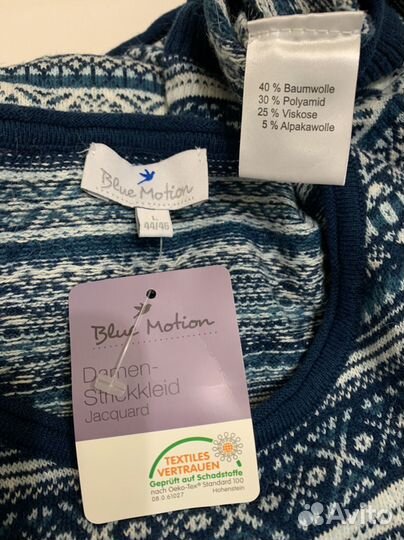 40 % Baumwolle
30 % Polyamid
25 % Viskose
5 % Alpakawolle
Blue Motion
L
44/46
Blue Motion
Damen-
Strickkleid
Jacquard
TEXTILES
VERTRAUEN
Geprüft auf Schadstoffe
nach Oeko-Tex® Standard 100
08.0.61027 Hohenstein
Avito